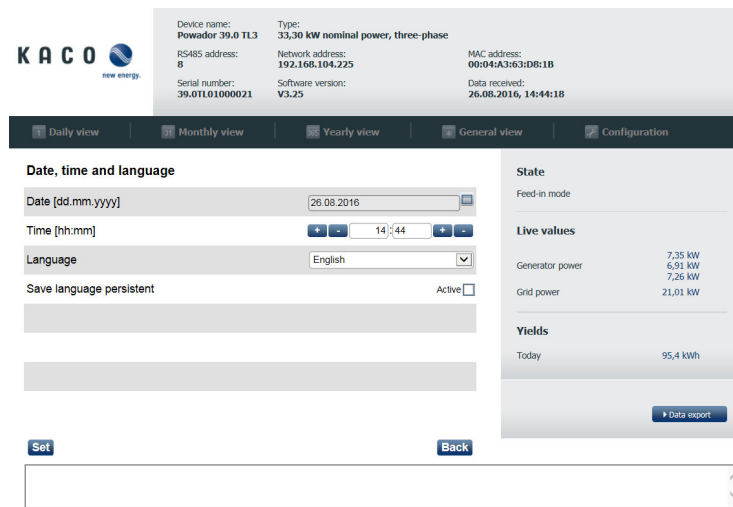 KACO
new energy.
Device name:
Powador 39.0 TL3
Type:
33,30 kW nominal power, three-phase
RS485 address:
8
Network address:
192.168.104.225
MAC address:
00:04:A3:63:D8:1B
Serial number:
39.0TL01000021
Software version:
V3.25
Data received:
26.08.2016, 14:44:18
1 Daily view
31 Monthly view
365 Yearly view
General view
Configuration
Date, time and language
Date [dd.mm.yyyy]
26.08.2016
Time [hh:mm]
+ - 14 : 44 + -
Language
English
Save language persistent
Active
Set
Back
State
Feed-in mode
Live values
Generator power
7,35 kW
6,91 kW
7,26 kW
Grid power
21,01 kW
Yields
Today
95,4 kWh
Data export